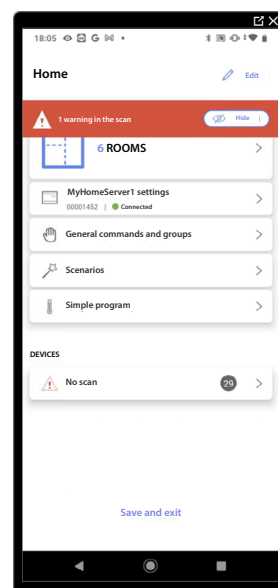 18:05
Home
Edit
1 warning in the scan
Hide
6 ROOMS
MyHomeServer1 settings
00001452 | Connected
General commands and groups
Scenarios
Simple program
DEVICES
No scan
29
Save and exit